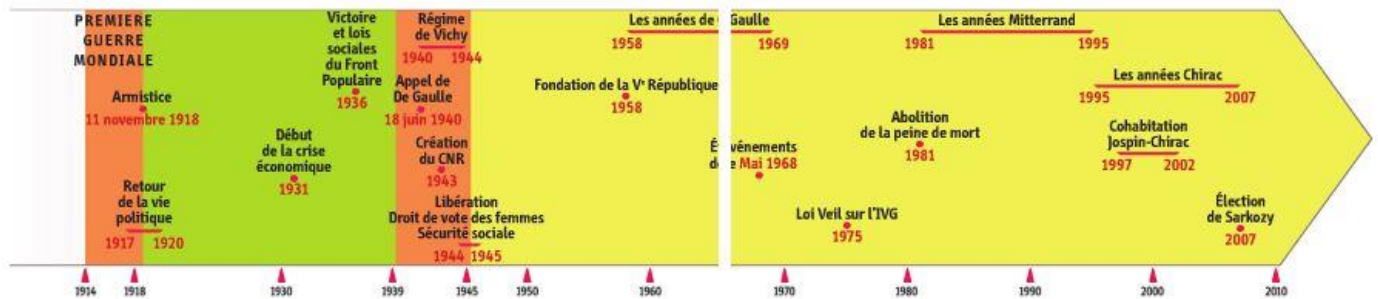 PREMIERE
GUERRE
MONDIALE
Armistice
11 novembre 1918
Retour
de la vie
politique
1917 1920
Début
de la crise
économique
1931
Victoire
et lois
sociales
du Front
Populaire
1936
Régime
de Vichy
1940 1944
Appel de
De Gaulle
18 juin 1940
Création
du CNR
1943
Libération
Droit de vote des femmes
Sécurité sociale
1944 1945
Les années de Gaulle
1958 1969
Fondation de la Ve République
1958
Événements
de Mai 1968
Loi Veil sur l'IVG
1975
Les années Mitterrand
1981 1995
Abolition
de la peine de mort
1981
Les années Chirac
1995 2007
Cohabitation
Jospin-Chirac
1997 2002
Élection
de Sarkozy
2007
1914 1918 1930 1939 1945 1950 1960 1970 1980 1990 2000 2010